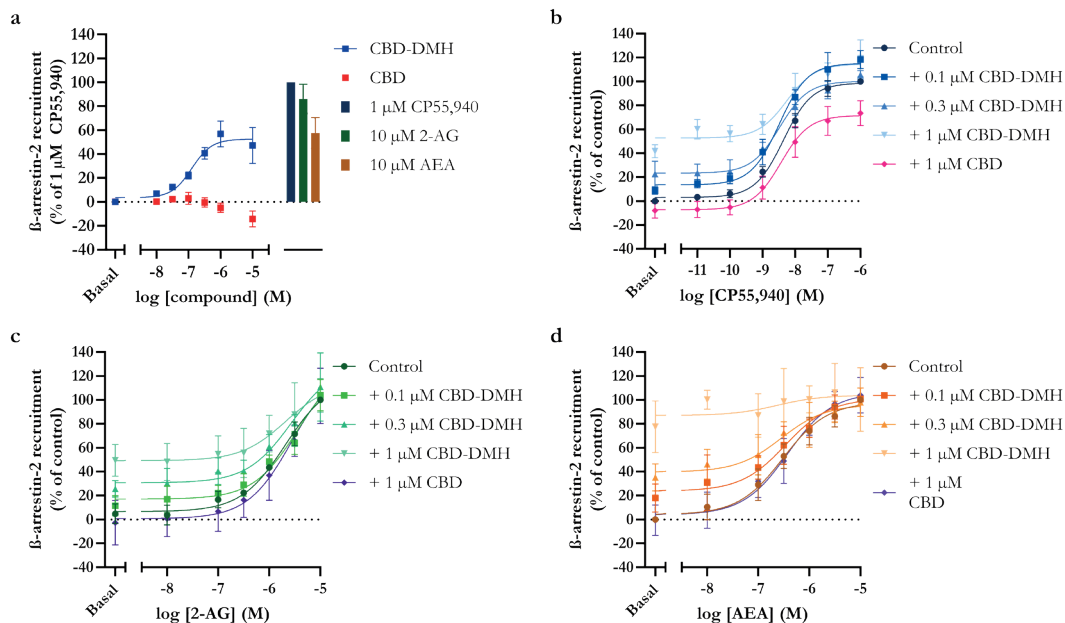 a
ß-arrestin-2 recruitment
(% of 1 µM CP55,940)
140
120
100
80
60
40
20
0
-20
-40
Basal
-8
-7
-6
-5
log [compound] (M)
CBD-DMH
CBD
1 µM CP55,940
10 µM 2-AG
10 µM AEA
b
ß-arrestin-2 recruitment
(% of control)
140
120
100
80
60
40
20
0
-20
-40
Basal
-11
-10
-9
-8
-7
-6
log [CP55,940] (M)
Control
+ 0.1 µM CBD-DMH
+ 0.3 µM CBD-DMH
+ 1 µM CBD-DMH
+ 1 µM CBD
c
ß-arrestin-2 recruitment
(% of control)
140
120
100
80
60
40
20
0
-20
-40
Basal
-8
-7
-6
-5
log [2-AG] (M)
Control
+ 0.1 µM CBD-DMH
+ 0.3 µM CBD-DMH
+ 1 µM CBD-DMH
+ 1 µM CBD
d
ß-arrestin-2 recruitment
(% of control)
140
120
100
80
60
40
20
0
-20
-40
Basal
-8
-7
-6
-5
log [AEA] (M)
Control
+ 0.1 µM CBD-DMH
+ 0.3 µM CBD-DMH
+ 1 µM CBD-DMH
+ 1 µM
CBD